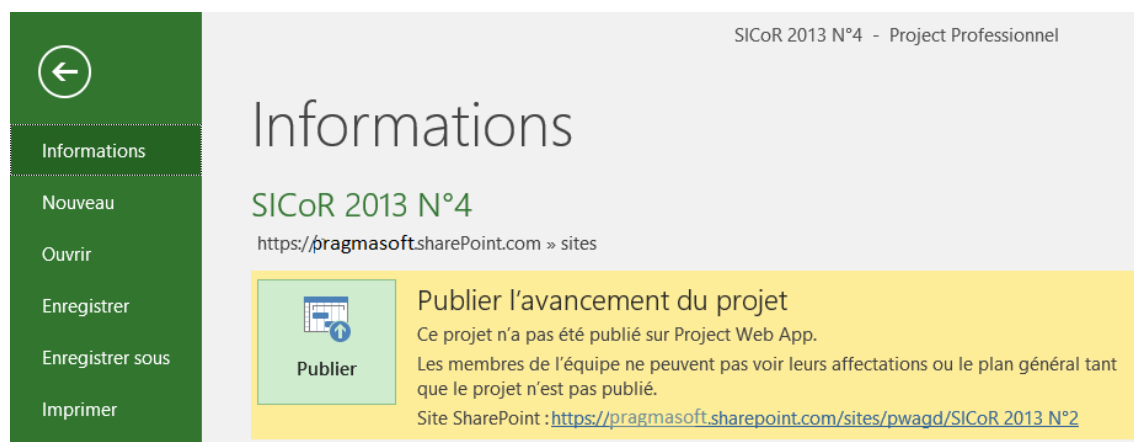 SICoR 2013 N°4 - Project Professionnel
Informations
Informations
Nouveau
Ouvrir
Enregistrer
Enregistrer sous
Imprimer
SICoR 2013 N°4
https://pragmasoft.sharePoint.com » sites
Publier
Publier l'avancement du projet
Ce projet n'a pas été publié sur Project Web App.
Les membres de l'équipe ne peuvent pas voir leurs affectations ou le plan général tant
que le projet n'est pas publié.
Site SharePoint : https://pragmasoft.sharepoint.com/sites/pwagd/SICoR 2013 N°2